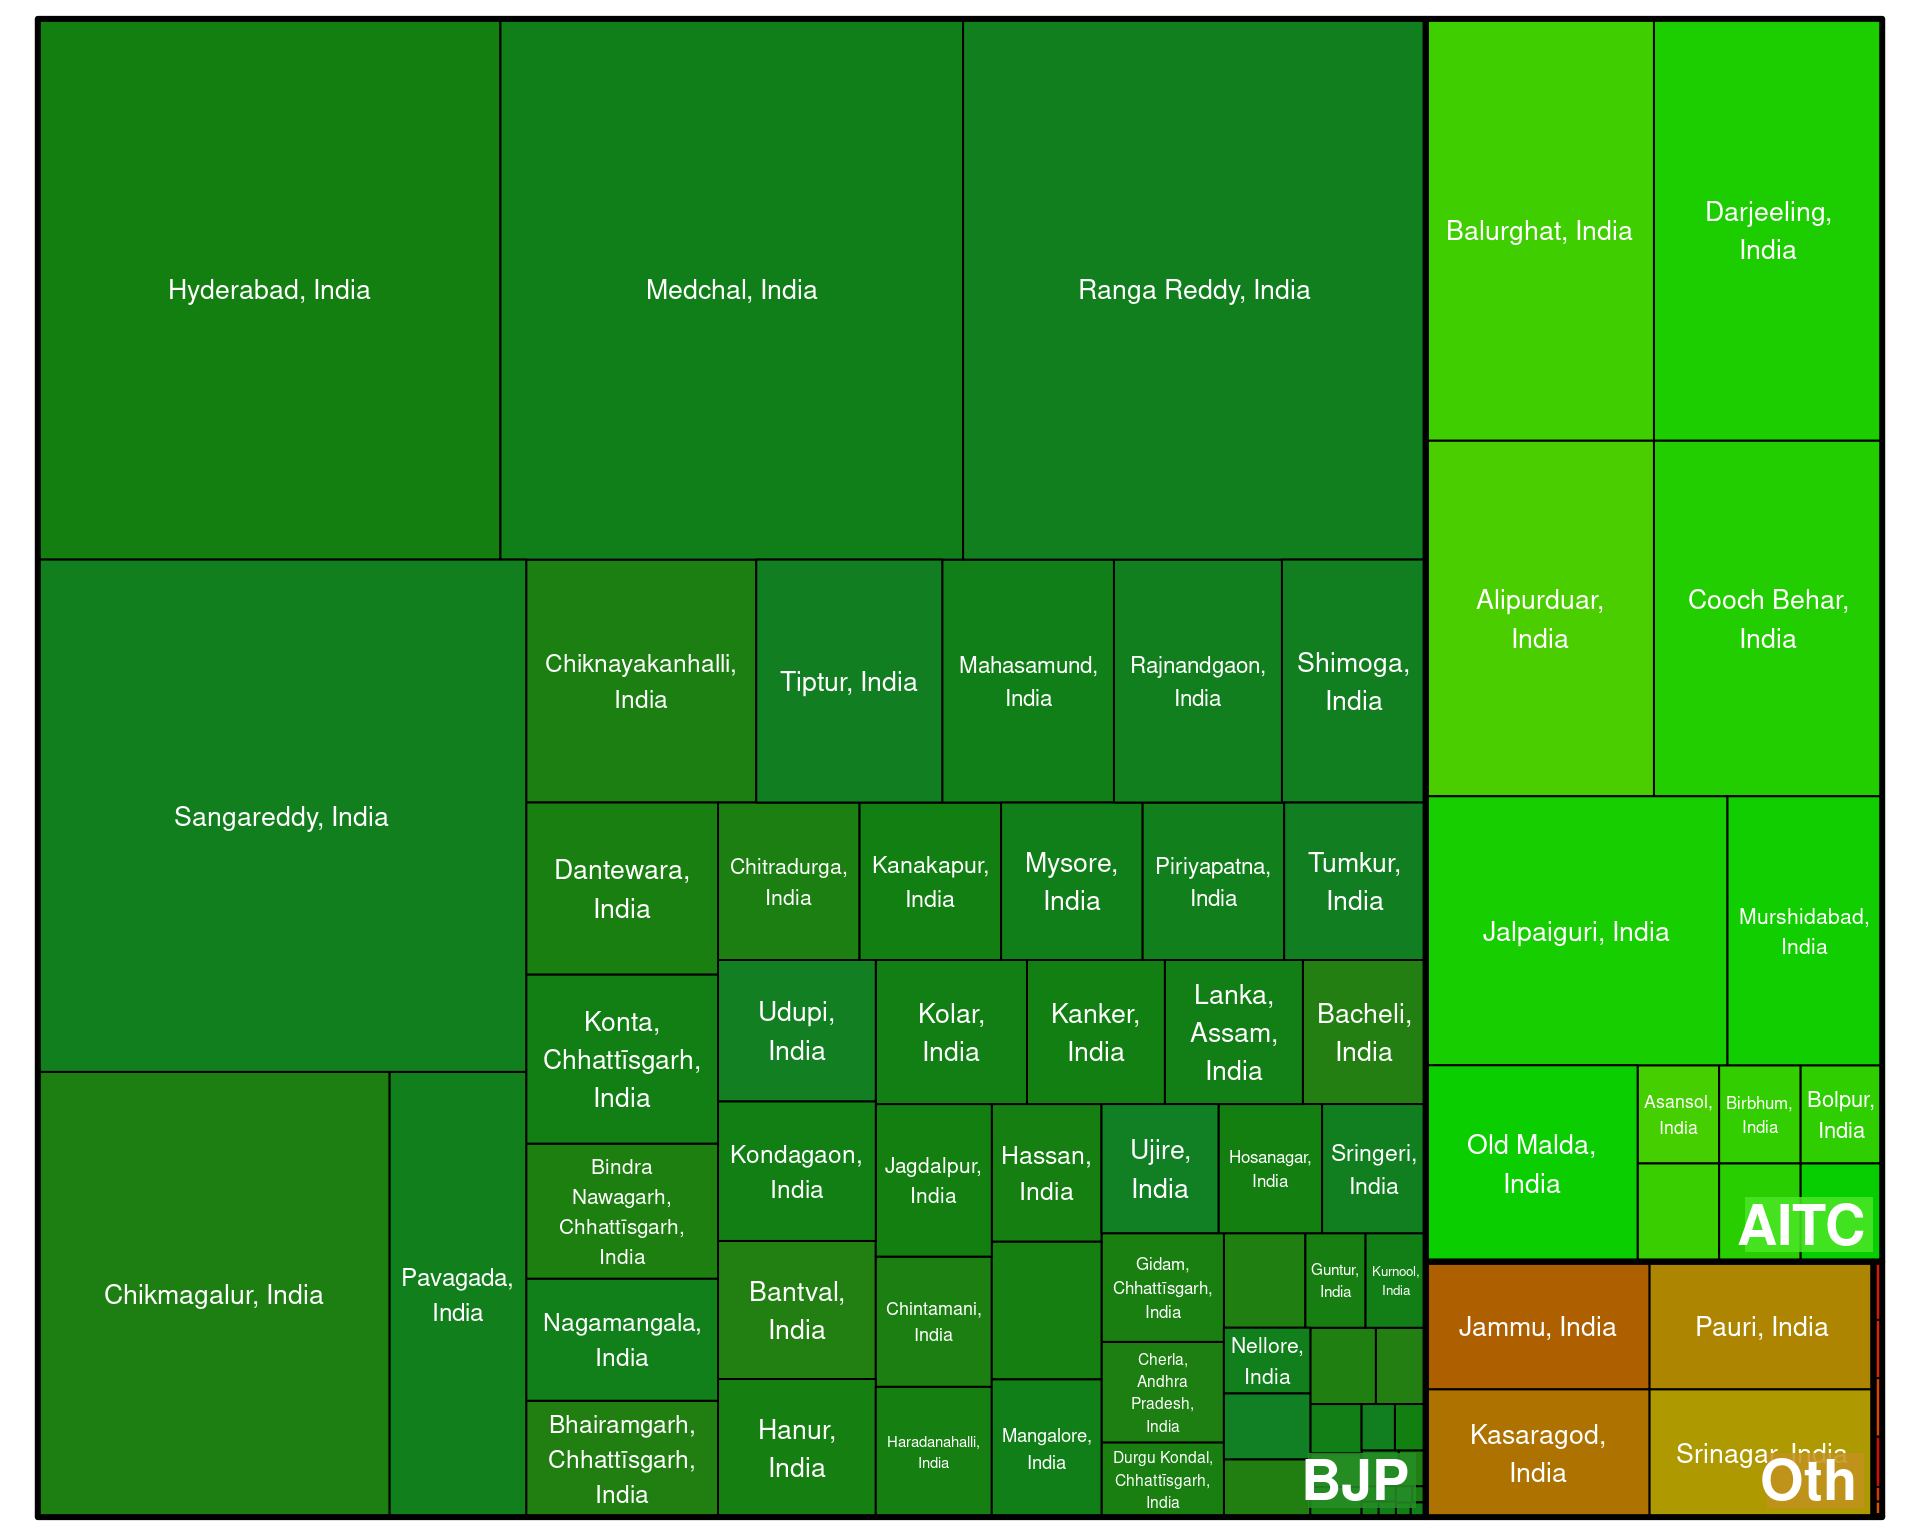 Hyderabad, India
Medchal, India
Ranga Reddy, India
Sangareddy, India
Chikmagalur, India
Pavagada,
India
Chiknayakanhalli,
India
Tiptur, India
Mahasamund,
India
Rajnandgaon,
India
Shimoga,
India
Dantewara,
India
Konta,
Chhattīsgarh,
India
Bindra
Nawagarh,
Chhattīsgarh,
India
Nagamangala,
India
Bhairamgarh,
Chhattīsgarh,
India
Chitradurga,
India
Kanakapur,
India
Mysore,
India
Piriyapatna,
India
Tumkur,
India
Udupi,
India
Kondagaon,
India
Bantval,
India
Hanur,
India
Kolar,
India
Kanker,
India
Lanka,
Assam,
India
Bacheli,
India
Jagdalpur,
India
Chintamani,
India
Haradanahalli,
India
Hassan,
India
Mangalore,
India
Ujire,
India
Hosanagar,
India
Sringeri,
India
Gidam,
Chhattīsgarh,
India
Cherla,
Andhra
Pradesh,
India
Durgu Kondal,
Chhattīsgarh,
India
Guntur,
India
Kurnool,
India
Nellore,
India
BJP
Balurghat, India
Darjeeling,
India
Alipurduar,
India
Cooch Behar,
India
Jalpaiguri, India
Murshidabad,
India
Old Malda,
India
Asansol,
India
Birbhum,
India
Bolpur,
India
AITC
Jammu, India
Pauri, India
Kasaragod,
India
Srinagar, India
Oth